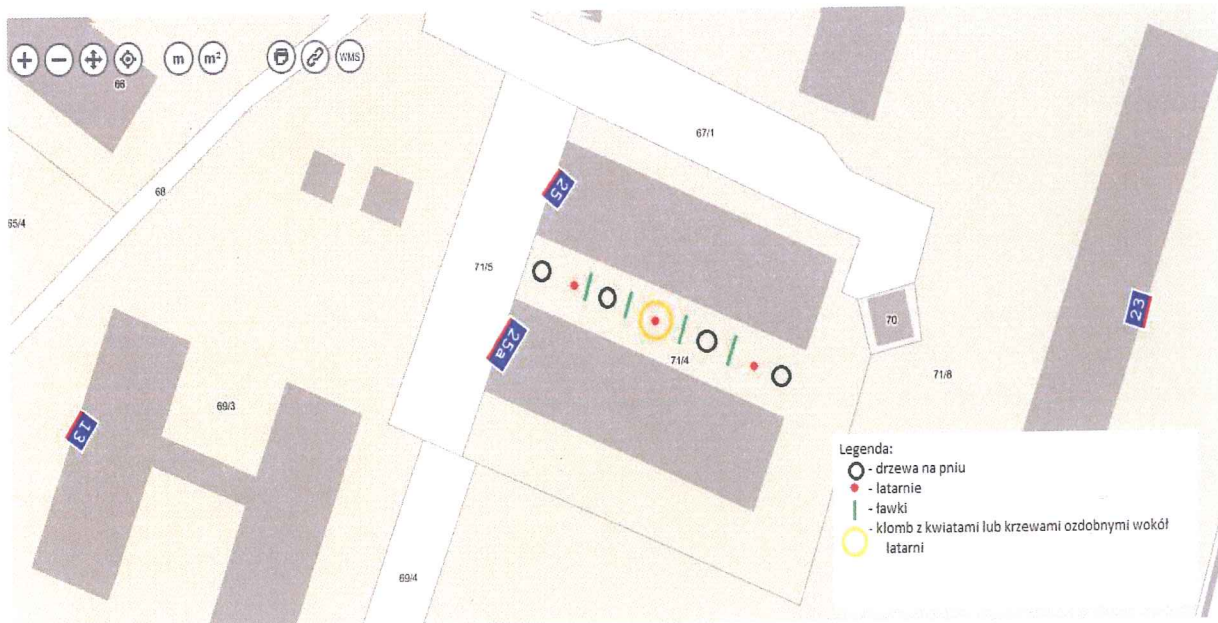 m
m²
WMS
66
67/1
68
65/4
25
71/5
25a
71/4
70
23
71/8
69/3
13
69/4
Legenda:
- drzewa na pniu
- latarnie
- ławki
- klomb z kwiatami lub krzewami ozdobnymi wokół
latarni